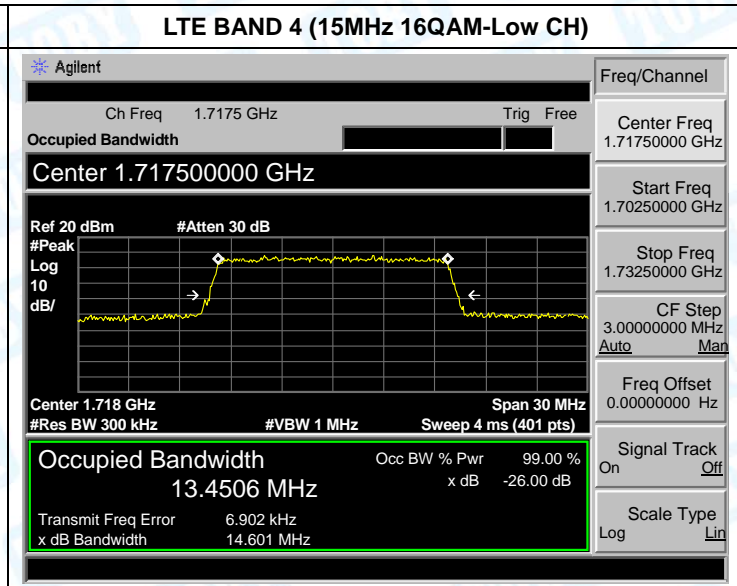 LTE BAND 4 (15MHz 16QAM-Low CH)
Agilent
Freq/Channel
Ch Freq 1.7175 GHz Trig Free
Occupied Bandwidth
Center 1.717500000 GHz
Center Freq
1.71750000 GHz
Start Freq
1.70250000 GHz
Stop Freq
1.73250000 GHz
CF Step
3.00000000 MHz
Auto Man
Freq Offset
0.00000000 Hz
Signal Track
On Off
Scale Type
Log Lin
Ref 20 dBm #Atten 30 dB
#Peak
Log
10
dB/
Center 1.718 GHz Span 30 MHz
#Res BW 300 kHz #VBW 1 MHz Sweep 4 ms (401 pts)
Occupied Bandwidth Occ BW % Pwr 99.00 %
13.4506 MHz x dB -26.00 dB
Transmit Freq Error 6.902 kHz
x dB Bandwidth 14.601 MHz